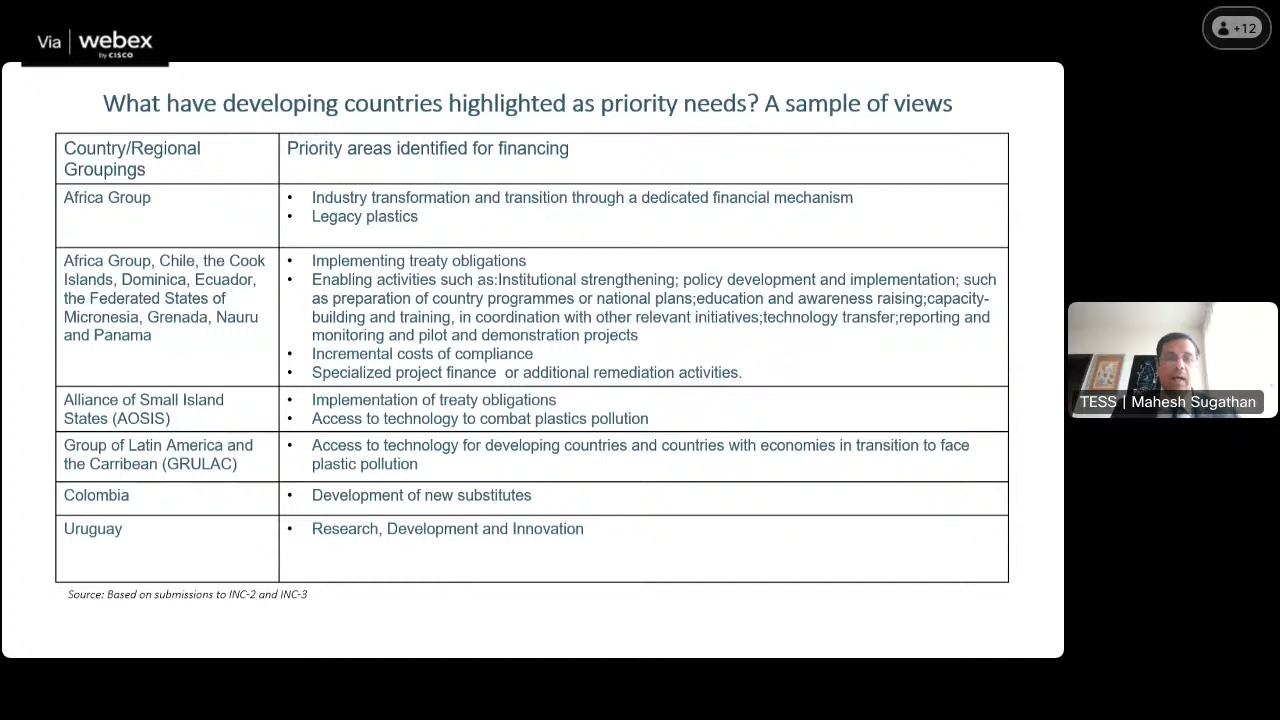 Via webex
by CISCO
+12
What have developing countries highlighted as priority needs? A sample of views
Country/Regional
Groupings
Priority areas identified for financing
Africa Group
• Industry transformation and transition through a dedicated financial mechanism
• Legacy plastics
Africa Group, Chile, the Cook
Islands, Dominica, Ecuador,
the Federated States of
Micronesia, Grenada, Nauru
and Panama
• Implementing treaty obligations
• Enabling activities such as:Institutional strengthening; policy development and implementation; such
as preparation of country programmes or national plans;education and awareness raising;capacity-
building and training, in coordination with other relevant initiatives;technology transfer;reporting and
monitoring and pilot and demonstration projects
• Incremental costs of compliance
• Specialized project finance or additional remediation activities.
Alliance of Small Island
States (AOSIS)
• Implementation of treaty obligations
• Access to technology to combat plastics pollution
Group of Latin America and
the Carribean (GRULAC)
• Access to technology for developing countries and countries with economies in transition to face
plastic pollution
Colombia
• Development of new substitutes
Uruguay
• Research, Development and Innovation
Source: Based on submissions to INC-2 and INC-3
TESS | Mahesh Sugathan